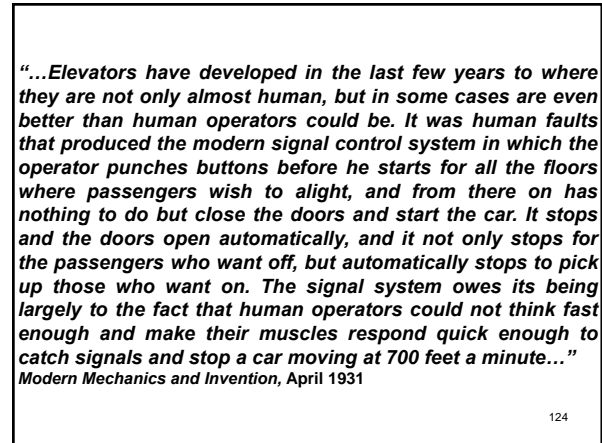 “…Elevators have developed in the last few years to where
they are not only almost human, but in some cases are even
better than human operators could be. It was human faults
that produced the modern signal control system in which the
operator punches buttons before he starts for all the floors
where passengers wish to alight, and from there on has
nothing to do but close the doors and start the car. It stops
and the doors open automatically, and it not only stops for
the passengers who want off, but automatically stops to pick
up those who want on. The signal system owes its being
largely to the fact that human operators could not think fast
enough and make their muscles respond quick enough to
catch signals and stop a car moving at 700 feet a minute…”
Modern Mechanics and Invention, April 1931
124